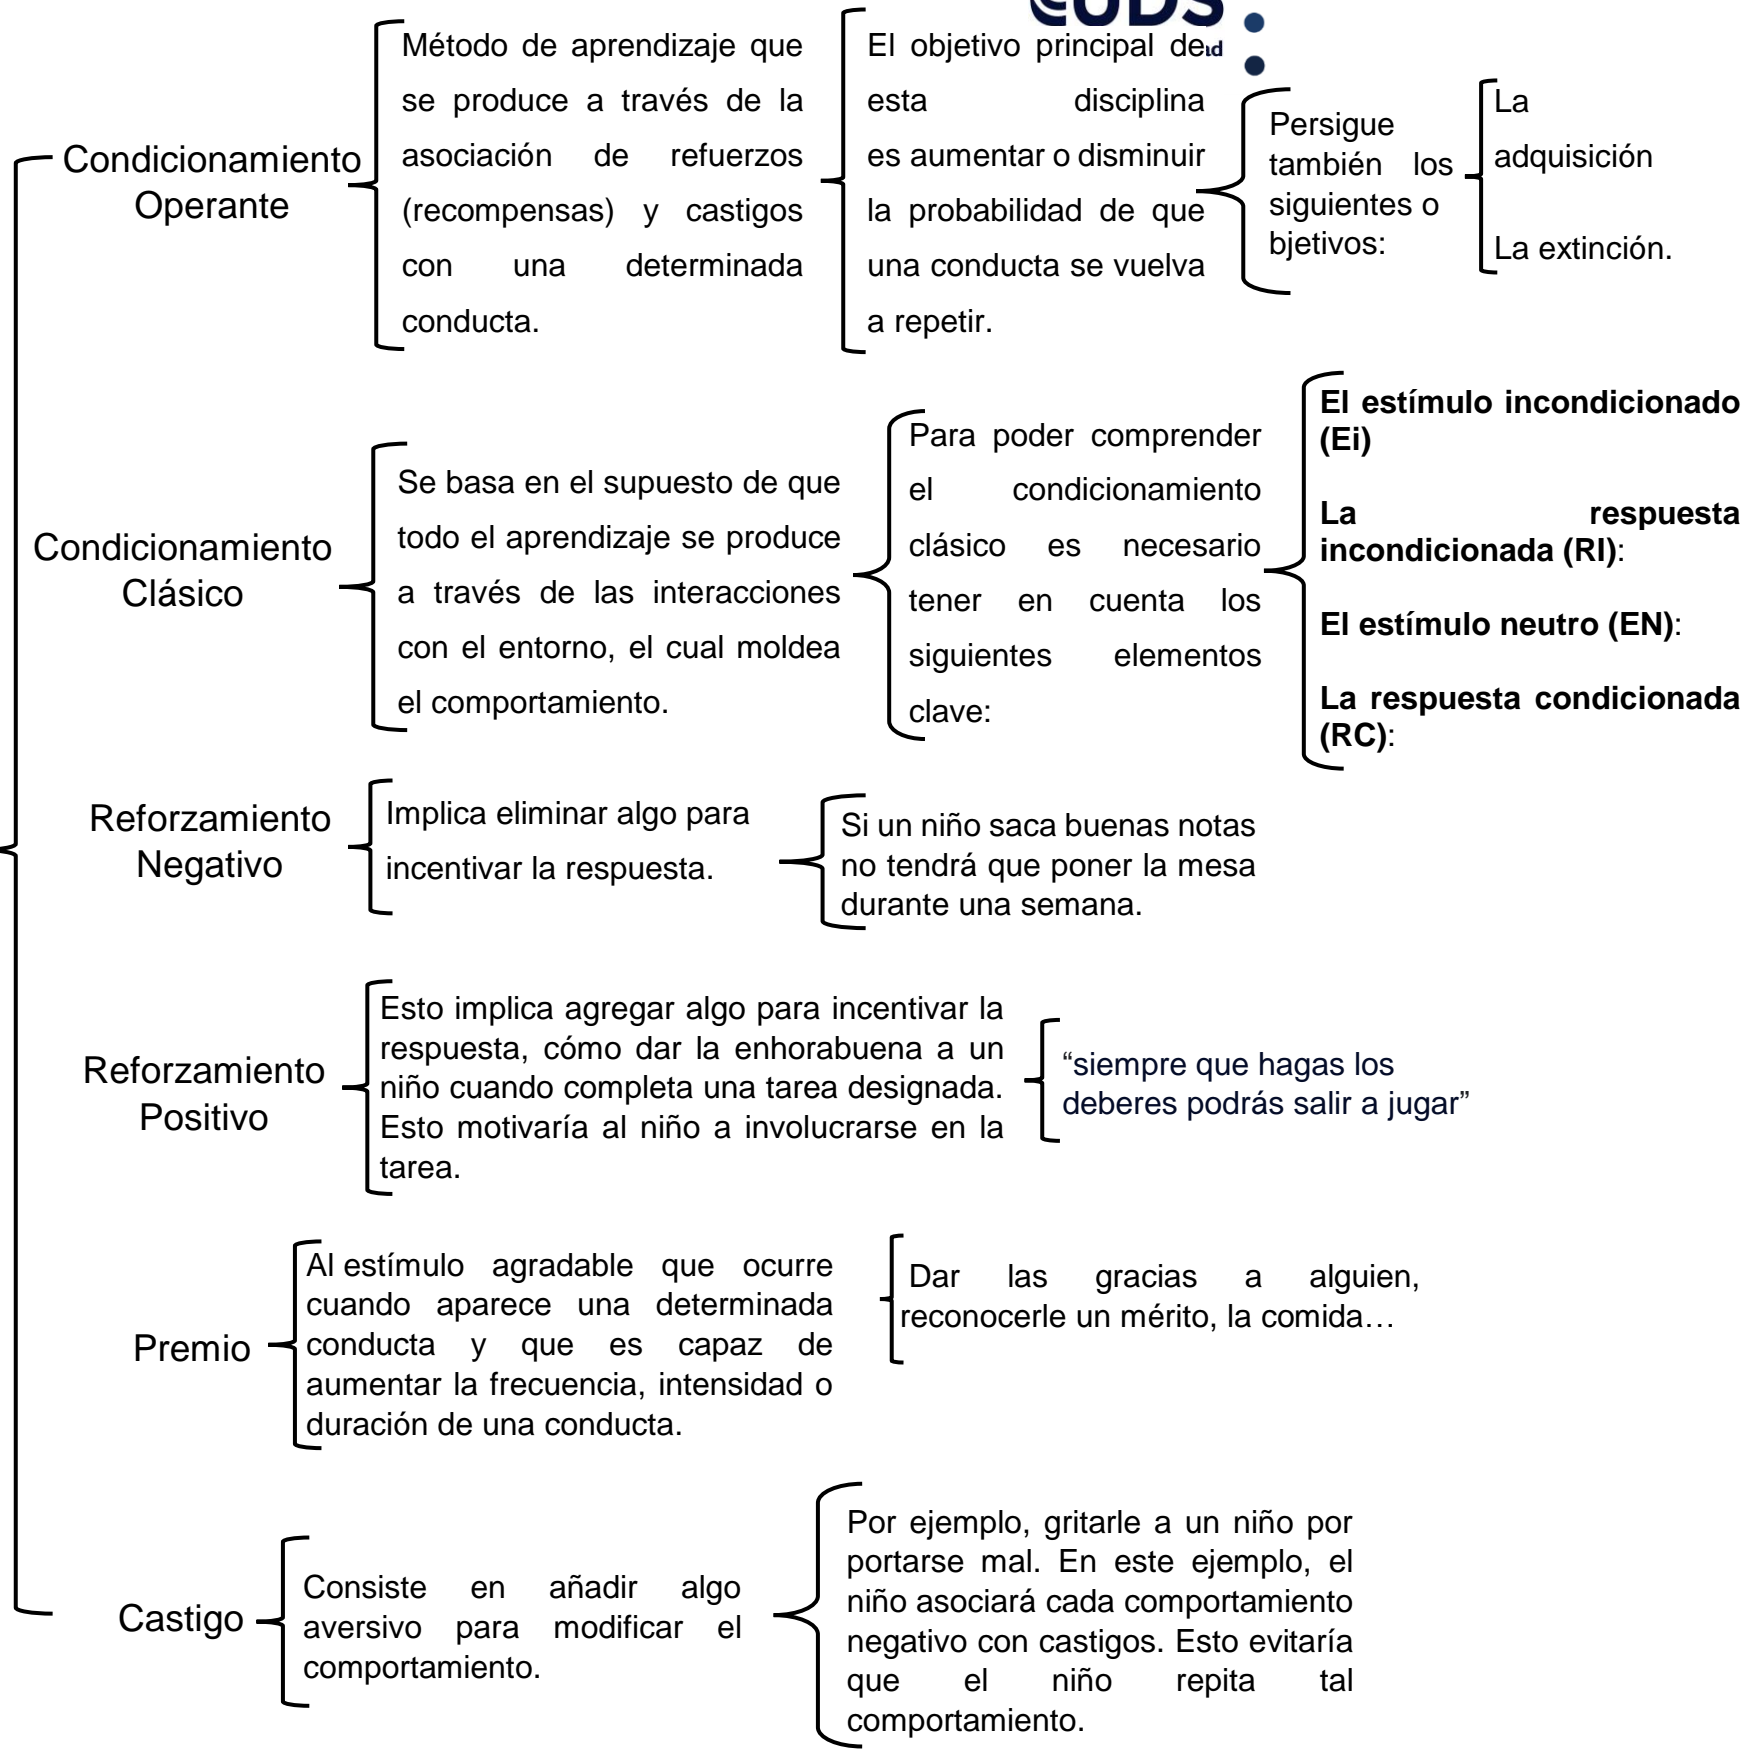 Condicionamiento
Operante
Método de aprendizaje que
se produce a través de la
asociación de refuerzos
(recompensas) y castigos
con una determinada
conducta.
El objetivo principal de
esta disciplina
es aumentar o disminuir
la probabilidad de que
una conducta se vuelva
a repetir.
Persigue
también los
siguientes o
bjetivos:
La
adquisición
La extinción.
Condicionamiento
Clásico
Se basa en el supuesto de que
todo el aprendizaje se produce
a través de las interacciones
con el entorno, el cual moldea
el comportamiento.
Para poder comprender
el condicionamiento
clásico es necesario
tener en cuenta los
siguientes elementos
clave:
El estímulo incondicionado
(Ei)
La respuesta
incondicionada (RI):
El estímulo neutro (EN):
La respuesta condicionada
(RC):
Reforzamiento
Negativo
Implica eliminar algo para
incentivar la respuesta.
Si un niño saca buenas notas
no tendrá que poner la mesa
durante una semana.
Reforzamiento
Positivo
Esto implica agregar algo para incentivar la
respuesta, cómo dar la enhorabuena a un
niño cuando completa una tarea designada.
Esto motivaría al niño a involucrarse en la
tarea.
“siempre que hagas los
deberes podrás salir a jugar”
Premio
Al estímulo agradable que ocurre
cuando aparece una determinada
conducta y que es capaz de
aumentar la frecuencia, intensidad o
duración de una conducta.
Dar las gracias a alguien,
reconocerle un mérito, la comida…
Castigo
Consiste en añadir algo
aversivo para modificar el
comportamiento.
Por ejemplo, gritarle a un niño por
portarse mal. En este ejemplo, el
niño asociará cada comportamiento
negativo con castigos. Esto evitaría
que el niño repita tal
comportamiento.